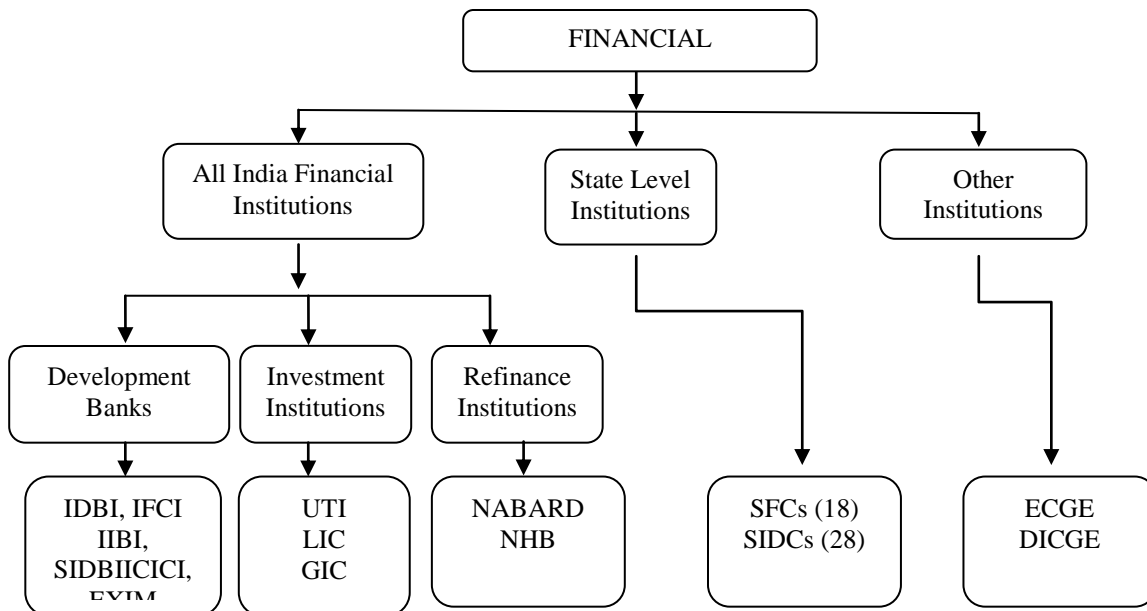 FINANCIAL
All India Financial
Institutions
State Level
Institutions
Other
Institutions
Development
Banks
Investment
Institutions
Refinance
Institutions
IDBI, IFCI
IIBI,
SIDBIICICI,
EXIM
UTI
LIC
GIC
NABARD
NHB
SFCs (18)
SIDCs (28)
ECGE
DICGE